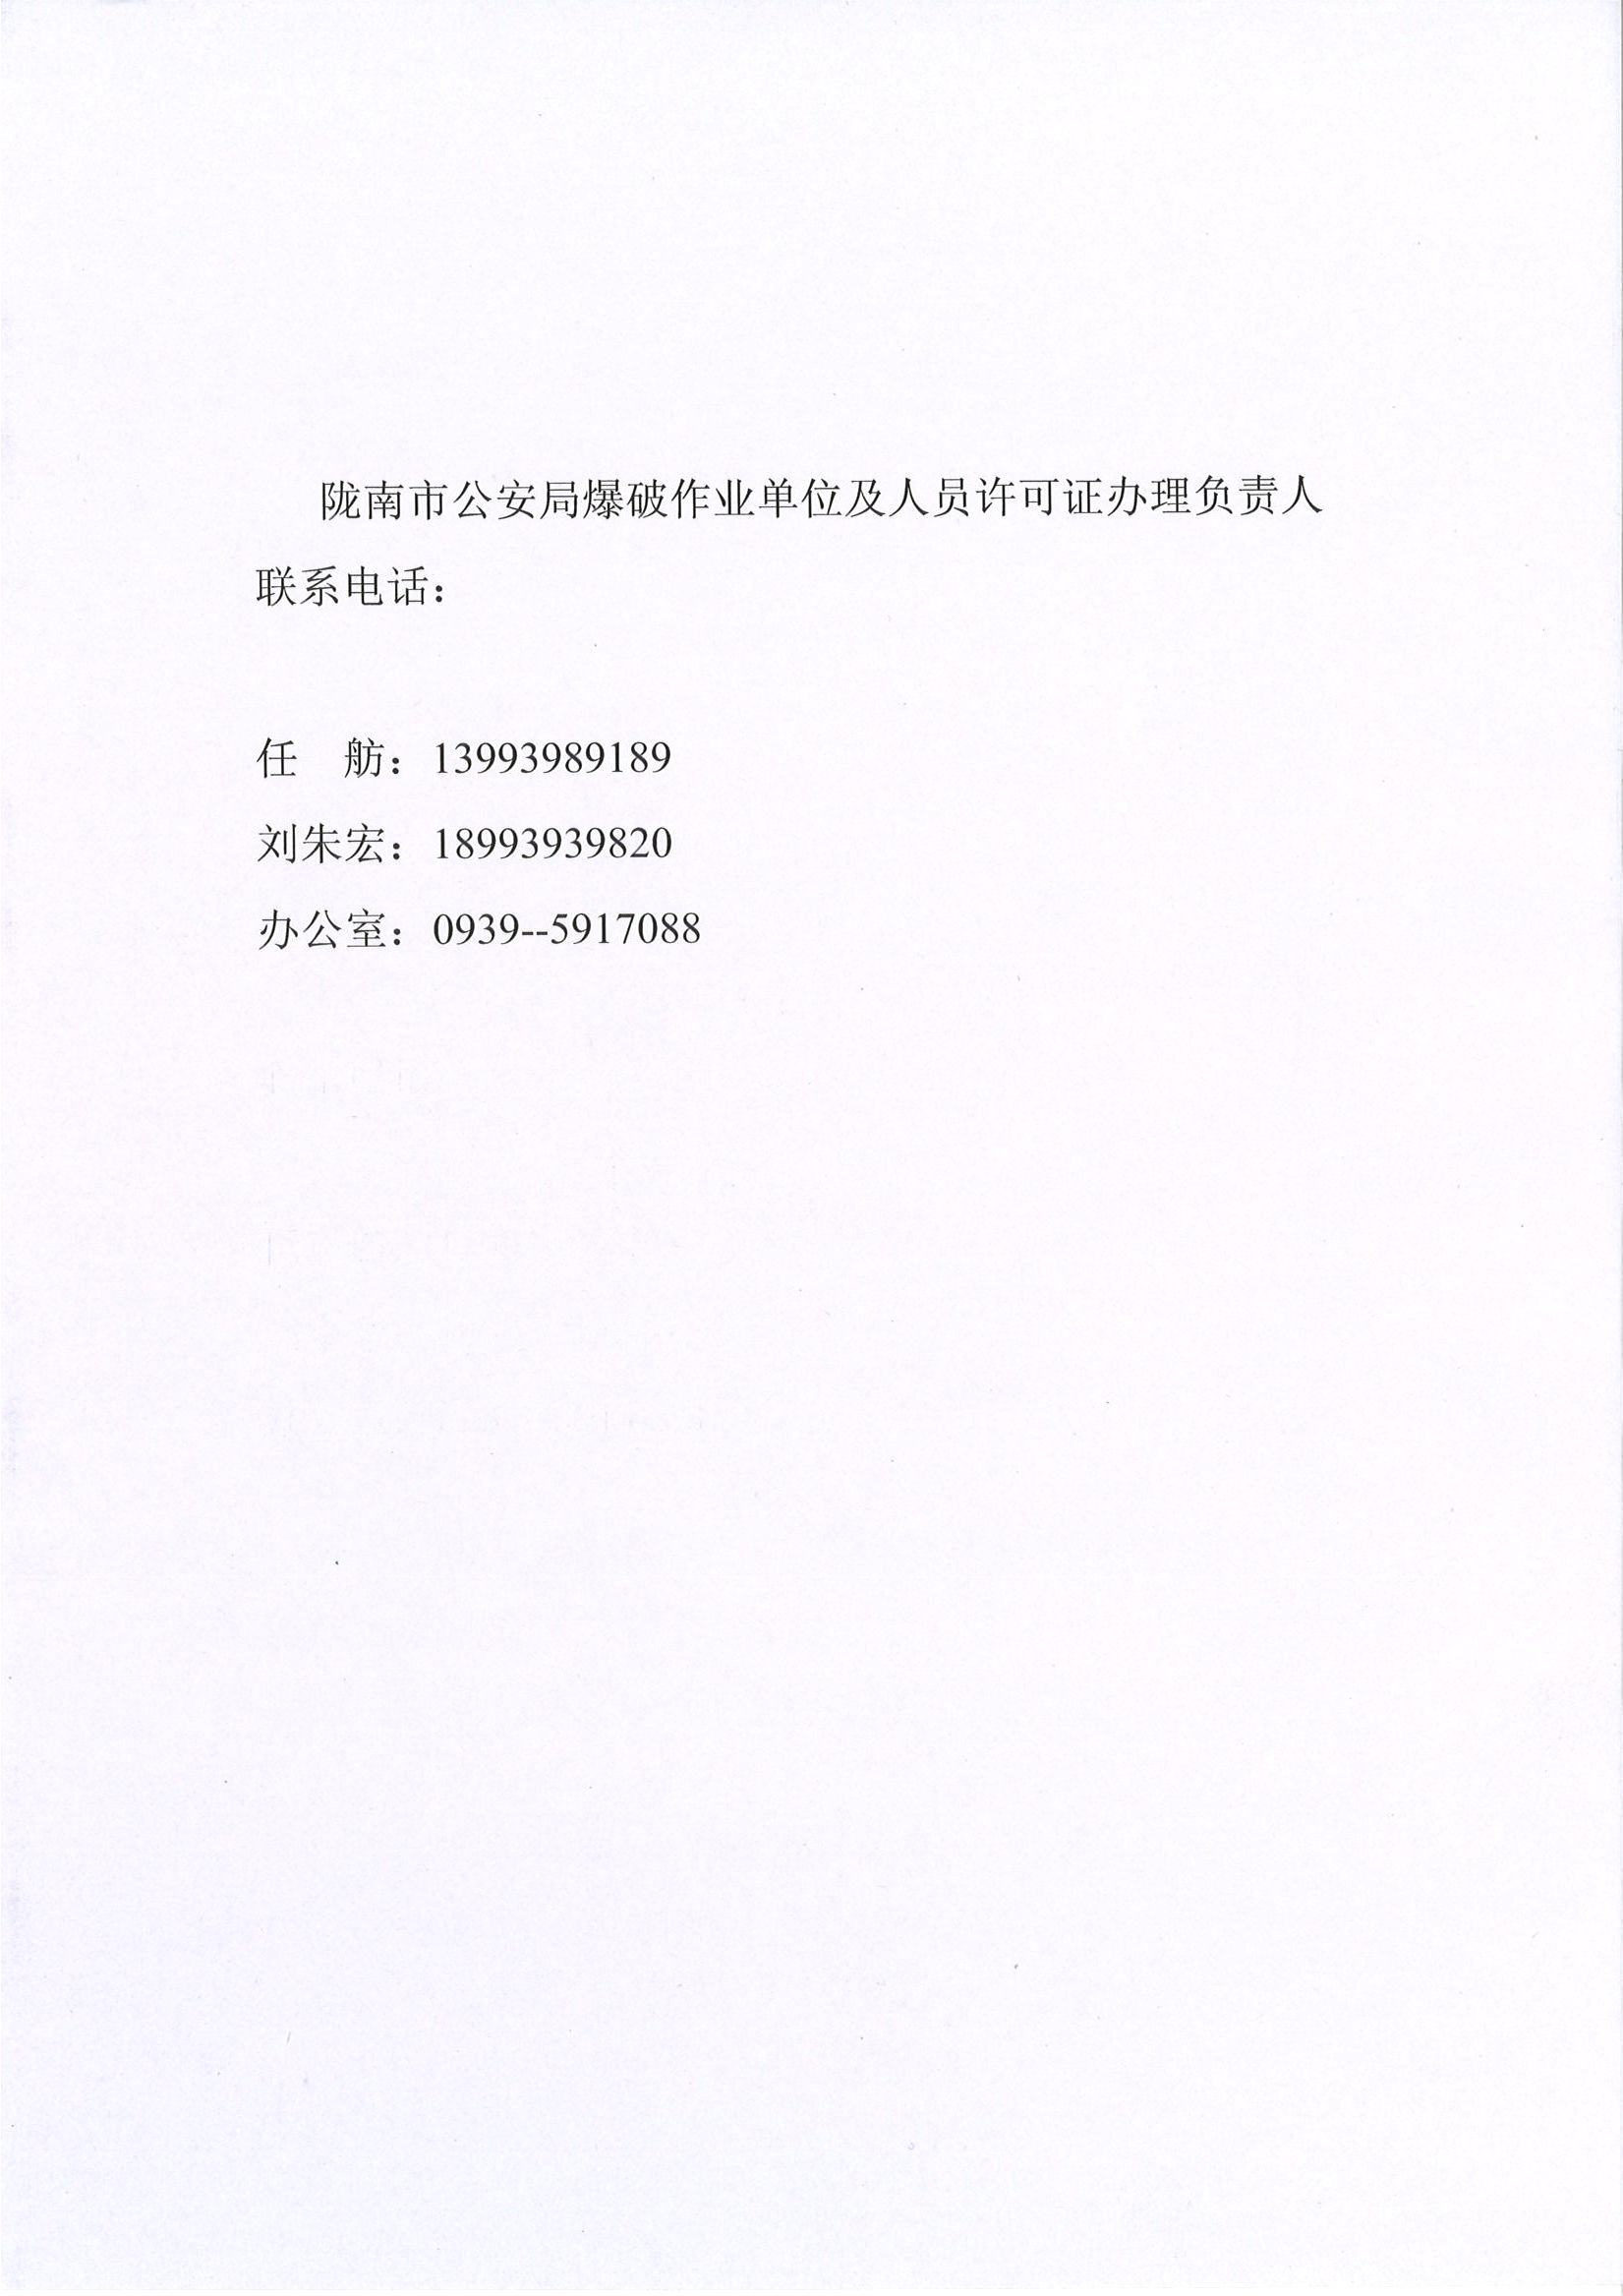 陇南市公安局爆破作业单位及人员许可证办理负责人
联系电话：
任　舫：13993989189
刘朱宏：18993939820
办公室：0939--5917088